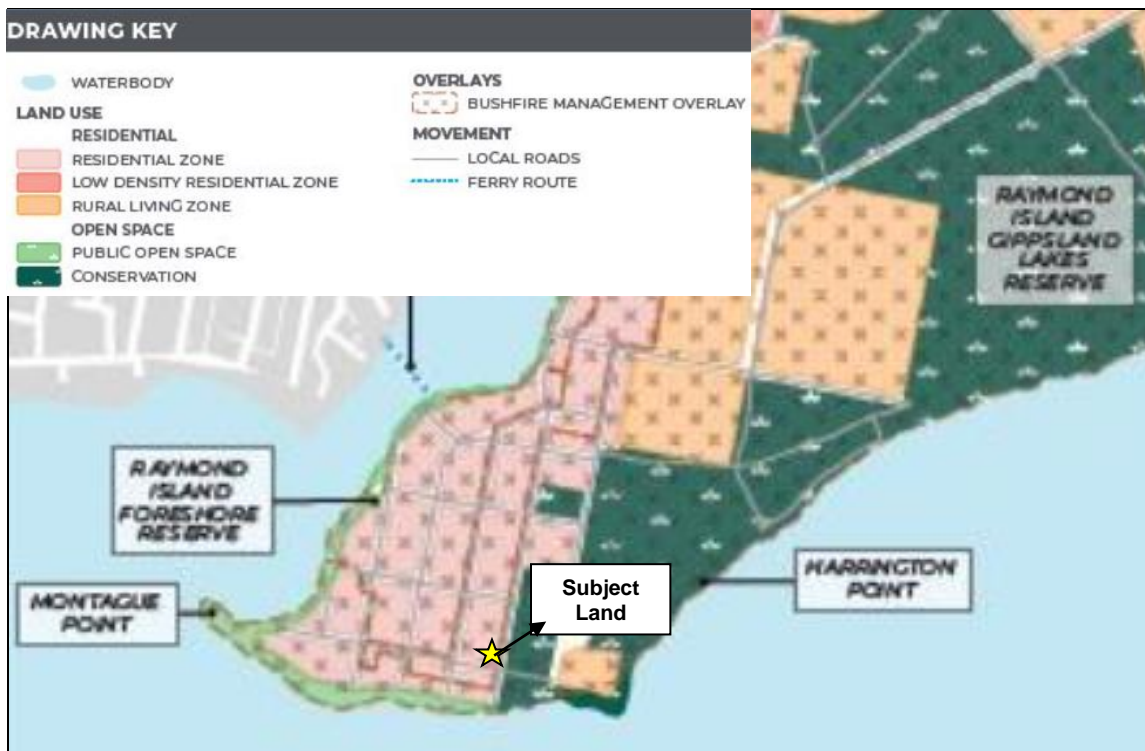 DRAWING KEY
WATERBODY
LAND USE
RESIDENTIAL
RESIDENTIAL ZONE
LOW DENSITY RESIDENTIAL ZONE
RURAL LIVING ZONE
OPEN SPACE
PUBLIC OPEN SPACE
CONSERVATION
OVERLAYS
BUSHFIRE MANAGEMENT OVERLAY
MOVEMENT
LOCAL ROADS
FERRY ROUTE
RAYMOND
ISLAND
GIPPSLAND
LAKES
RESERVE
RAYMOND
ISLAND
FORESHORE
RESERVE
MONTAGUE
POINT
Subject
Land
HARRINGTON
POINT